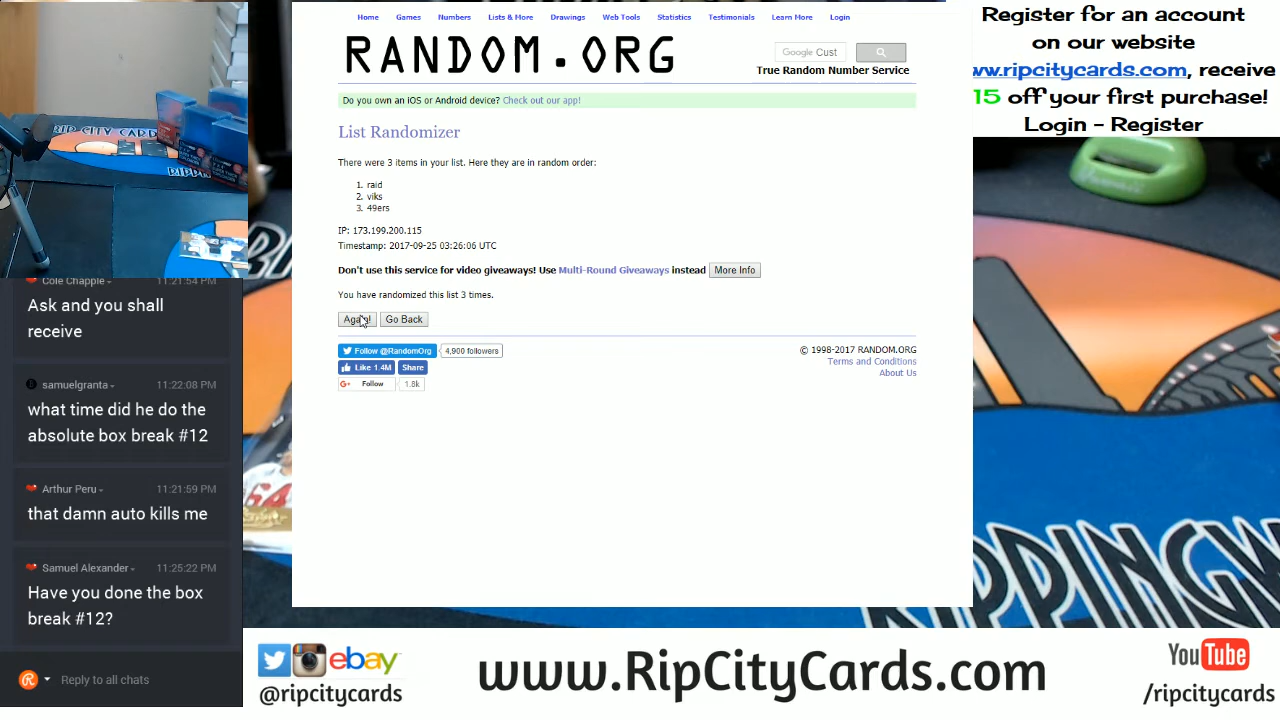 Home Games Numbers Lists & More Drawings Web Tools Statistics Testimonials Learn More Login
RANDOM.ORG
Google Cust
True Random Number Service
Do you own an iOS or Android device? Check out our app!
List Randomizer
There were 3 items in your list. Here they are in random order:
1. raid
2. viks
3. 49ers
IP: 173.199.200.115
Timestamp: 2017-09-25 03:26:06 UTC
Don't use this service for video giveaways! Use Multi-Round Giveaways instead More Info
You have randomized this list 3 times.
Again! Go Back
Follow @RandomOrg 4,900 followers
Like 1.4M Share
G+ Follow 1.8k
© 1998-2017 RANDOM.ORG
Terms and Conditions
About Us
Register for an account
on our website
ww.ripcitycards.com, receive
15 off your first purchase!
Login - Register
RIP CITY CARDS
RIPPIN
Cole Chapple 11:21:54 PM
Ask and you shall
receive
samuelgranta 11:22:08 PM
what time did he do the
absolute box break #12
Arthur Peru 11:21:59 PM
that damn auto kills me
Samuel Alexander 11:25:22 PM
Have you done the box
break #12?
Reply to all chats
RIPPINGW
64
ebay
@ripcitycards
www.RipCityCards.com
YouTube
/ripcitycards